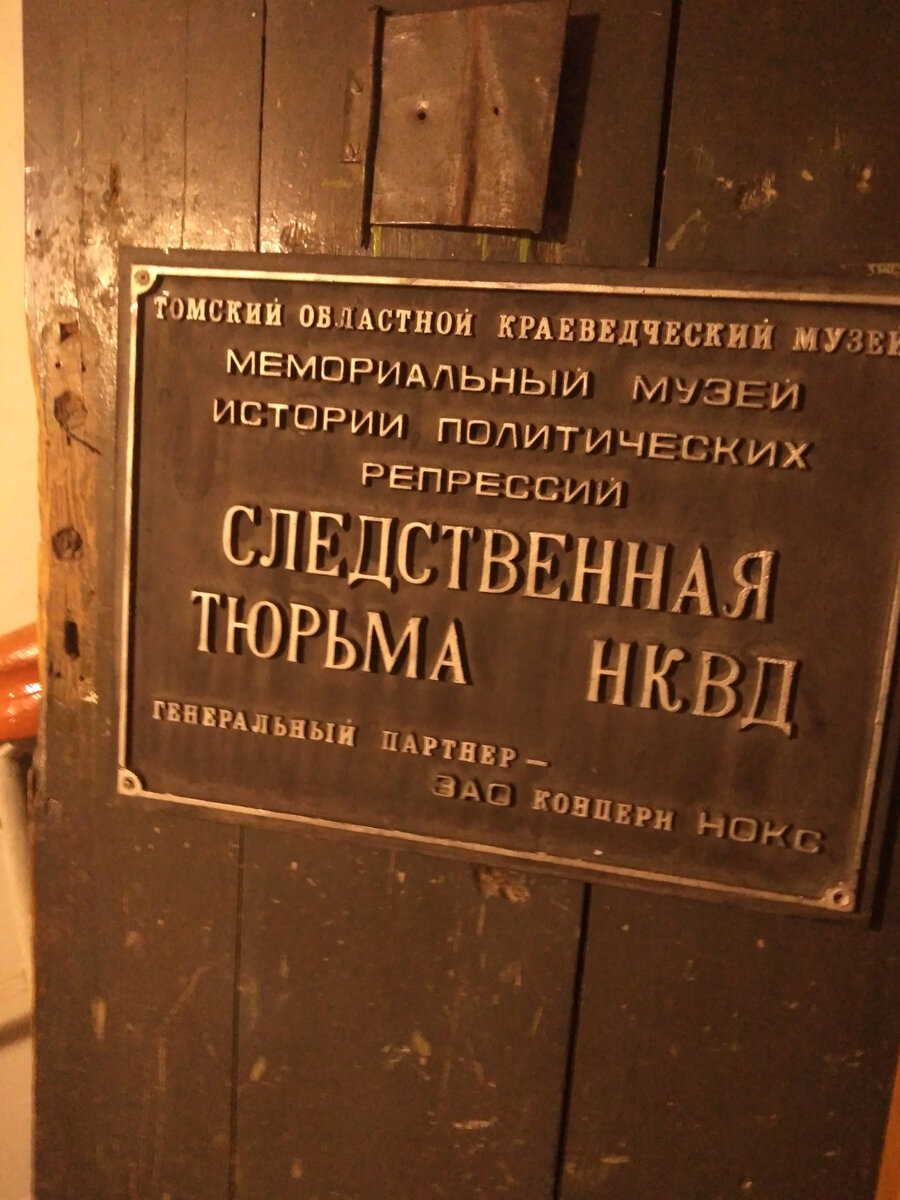 ТОМСКИЙ ОБЛАСТНОЙ КРАЕВЕДЧЕСКИЙ МУЗЕЙ
МЕМОРИАЛЬНЫЙ МУЗЕЙ
ИСТОРИИ ПОЛИТИЧЕСКИХ
РЕПРЕССИЙ
СЛЕДСТВЕННАЯ
ТЮРЬМА НКВД
ГЕНЕРАЛЬНЫЙ ПАРТНЕР —
ЗАО КОНЦЕРН НОКС